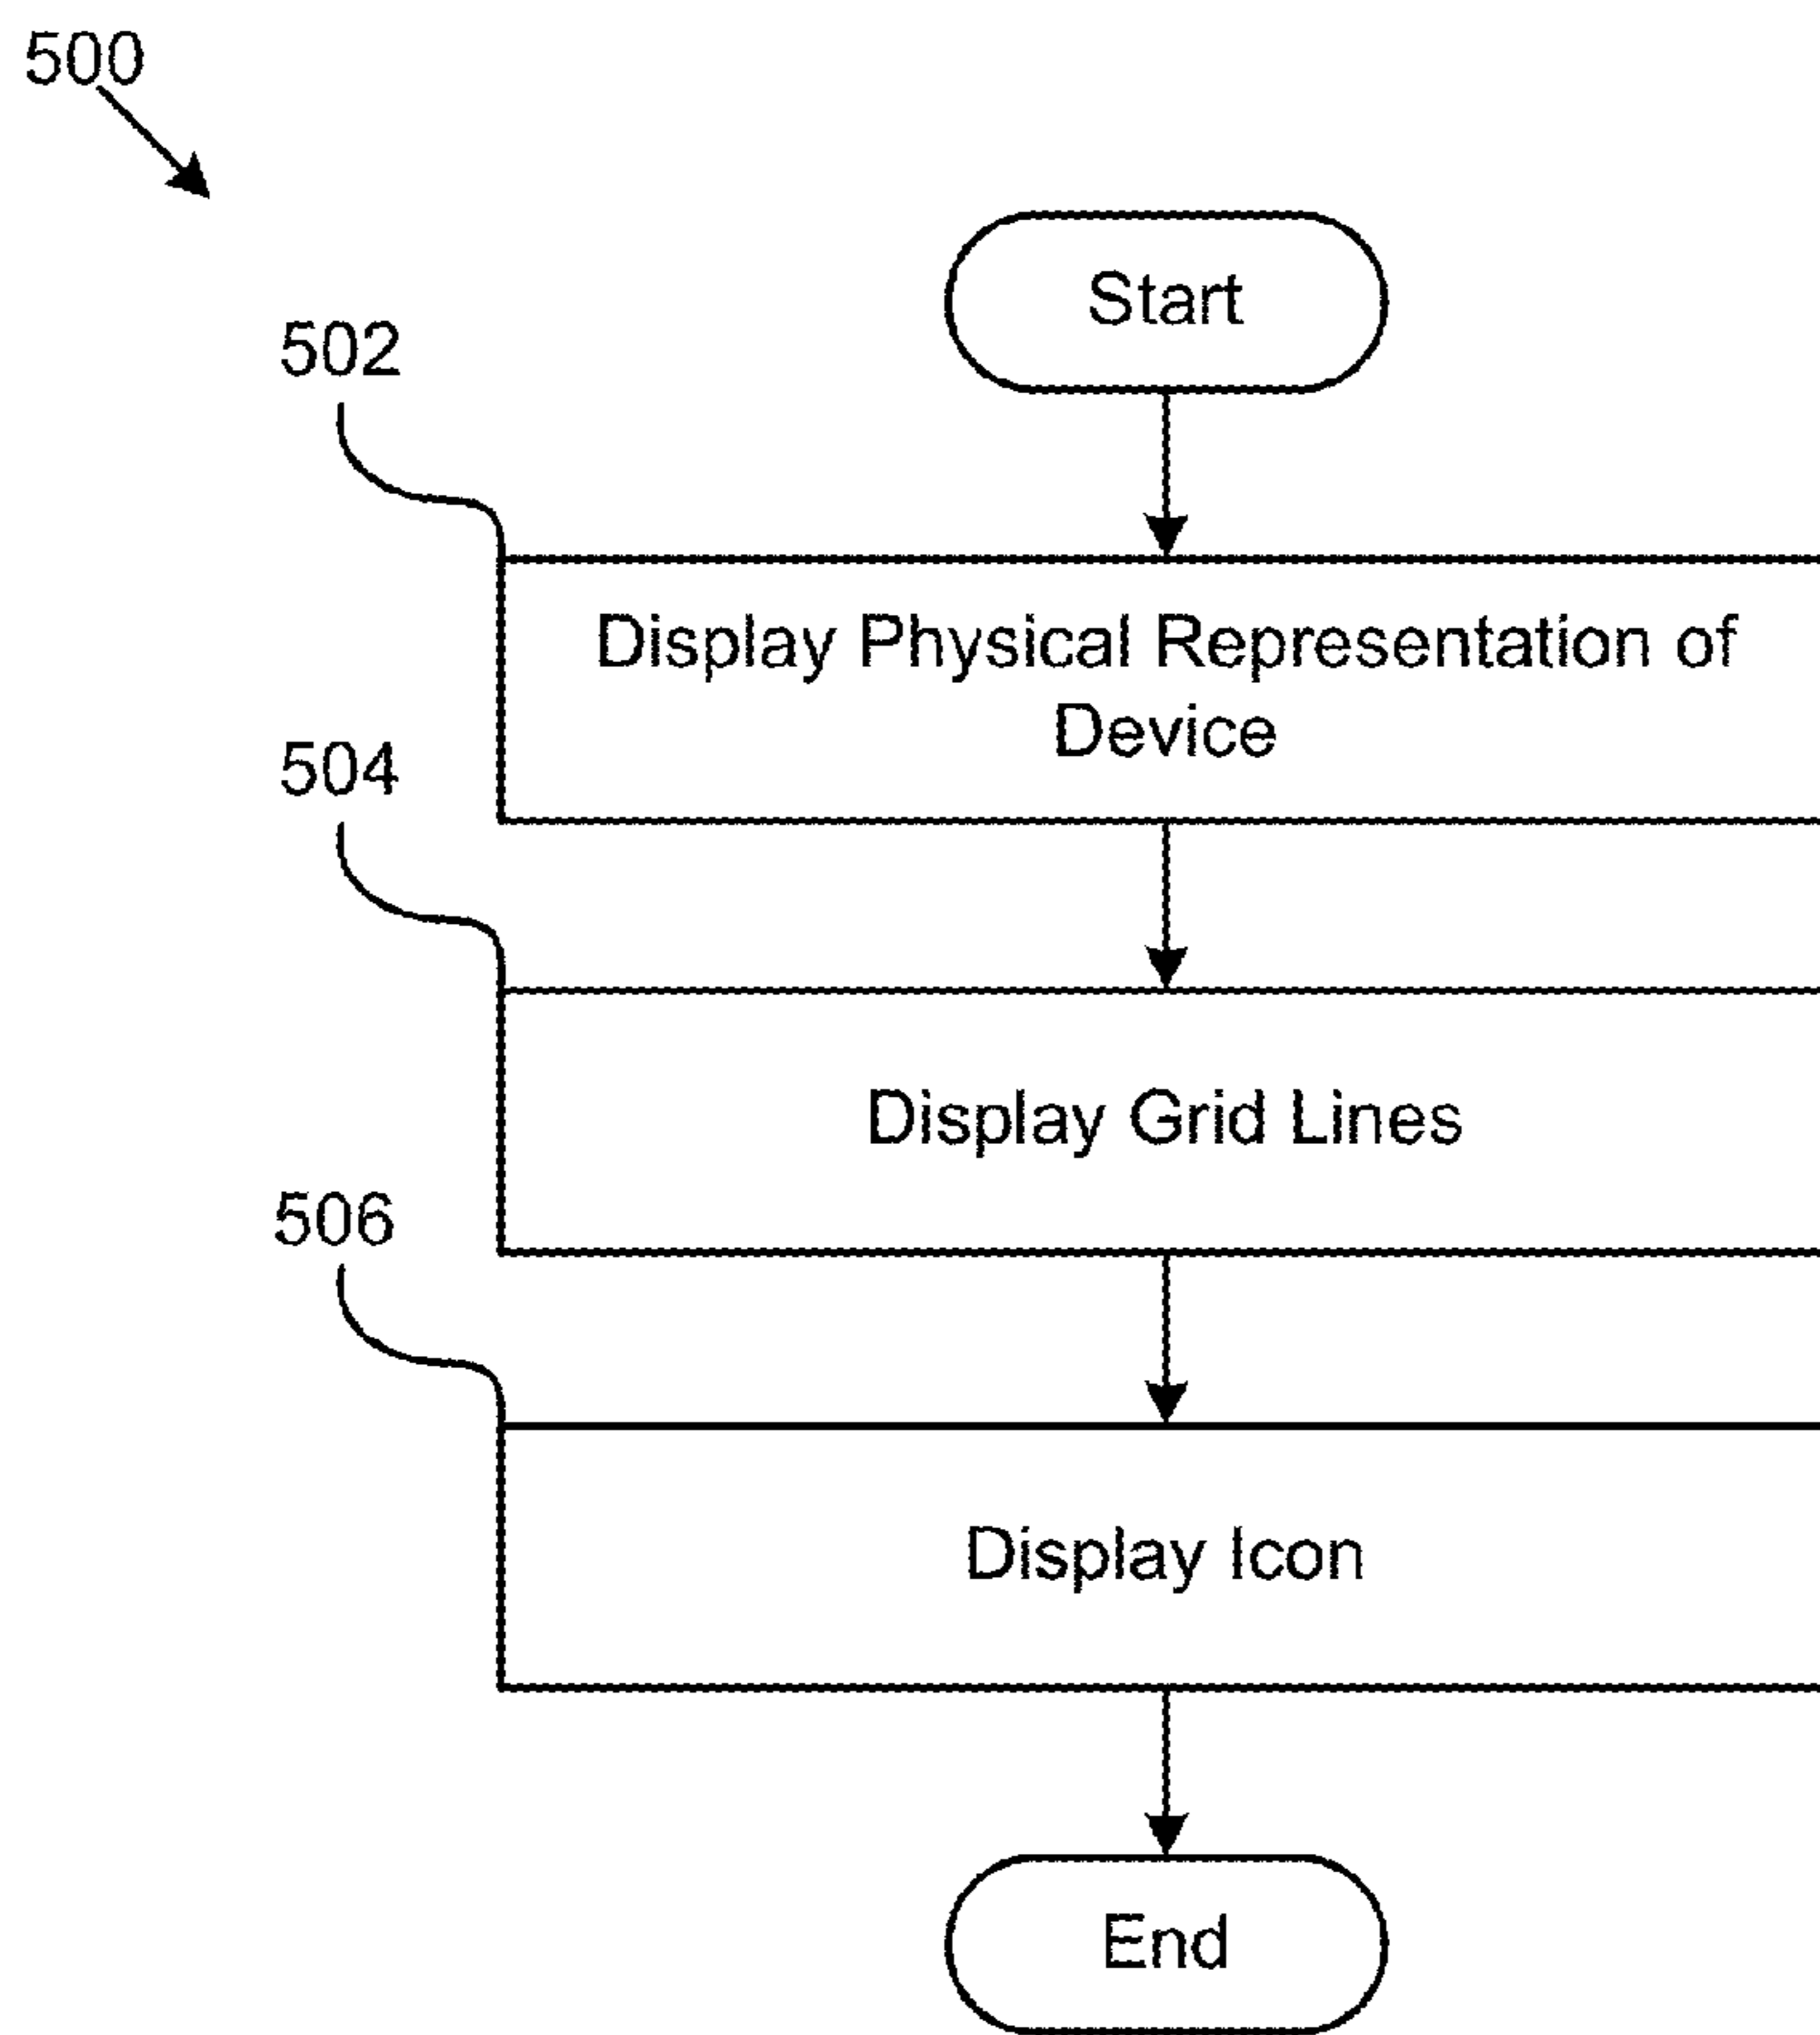 500
Start
502
Display Physical Representation of
Device
504
Display Grid Lines
506
Display Icon
End